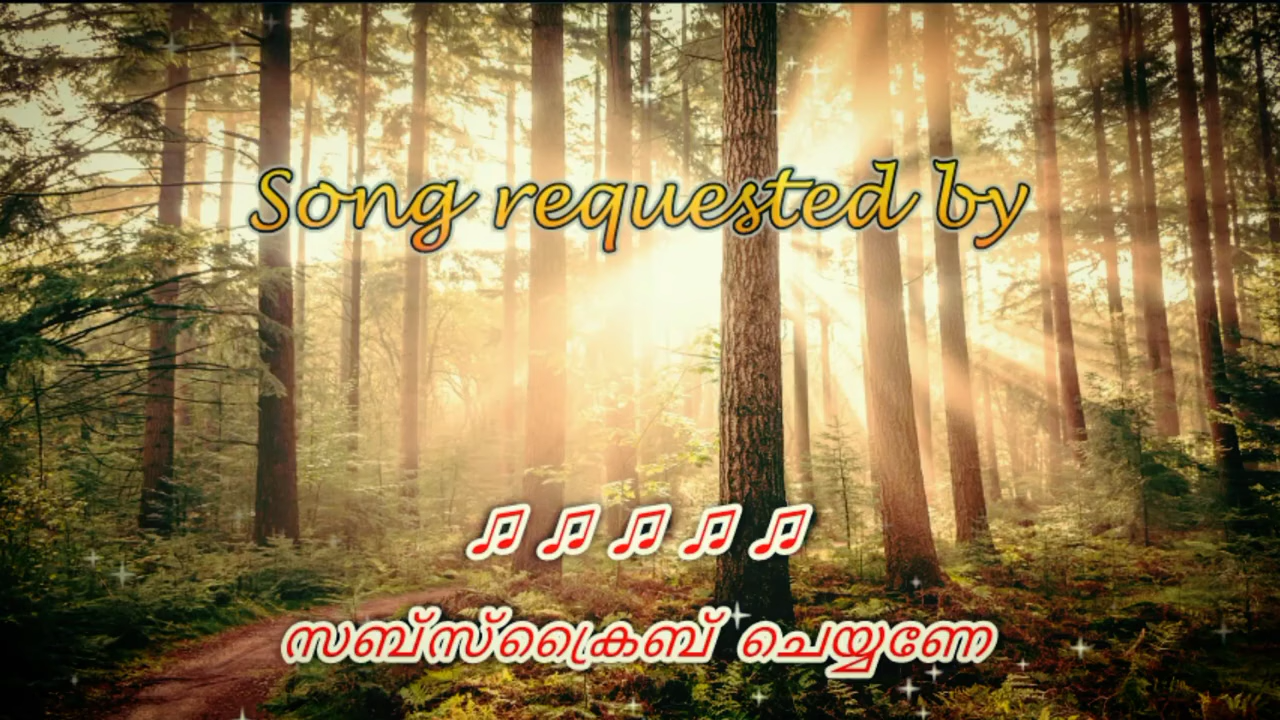 Song requested by
♫ ♫ ♫ ♫ ♫
സബ്സ്ക്രൈബ് ചെയ്യണേ